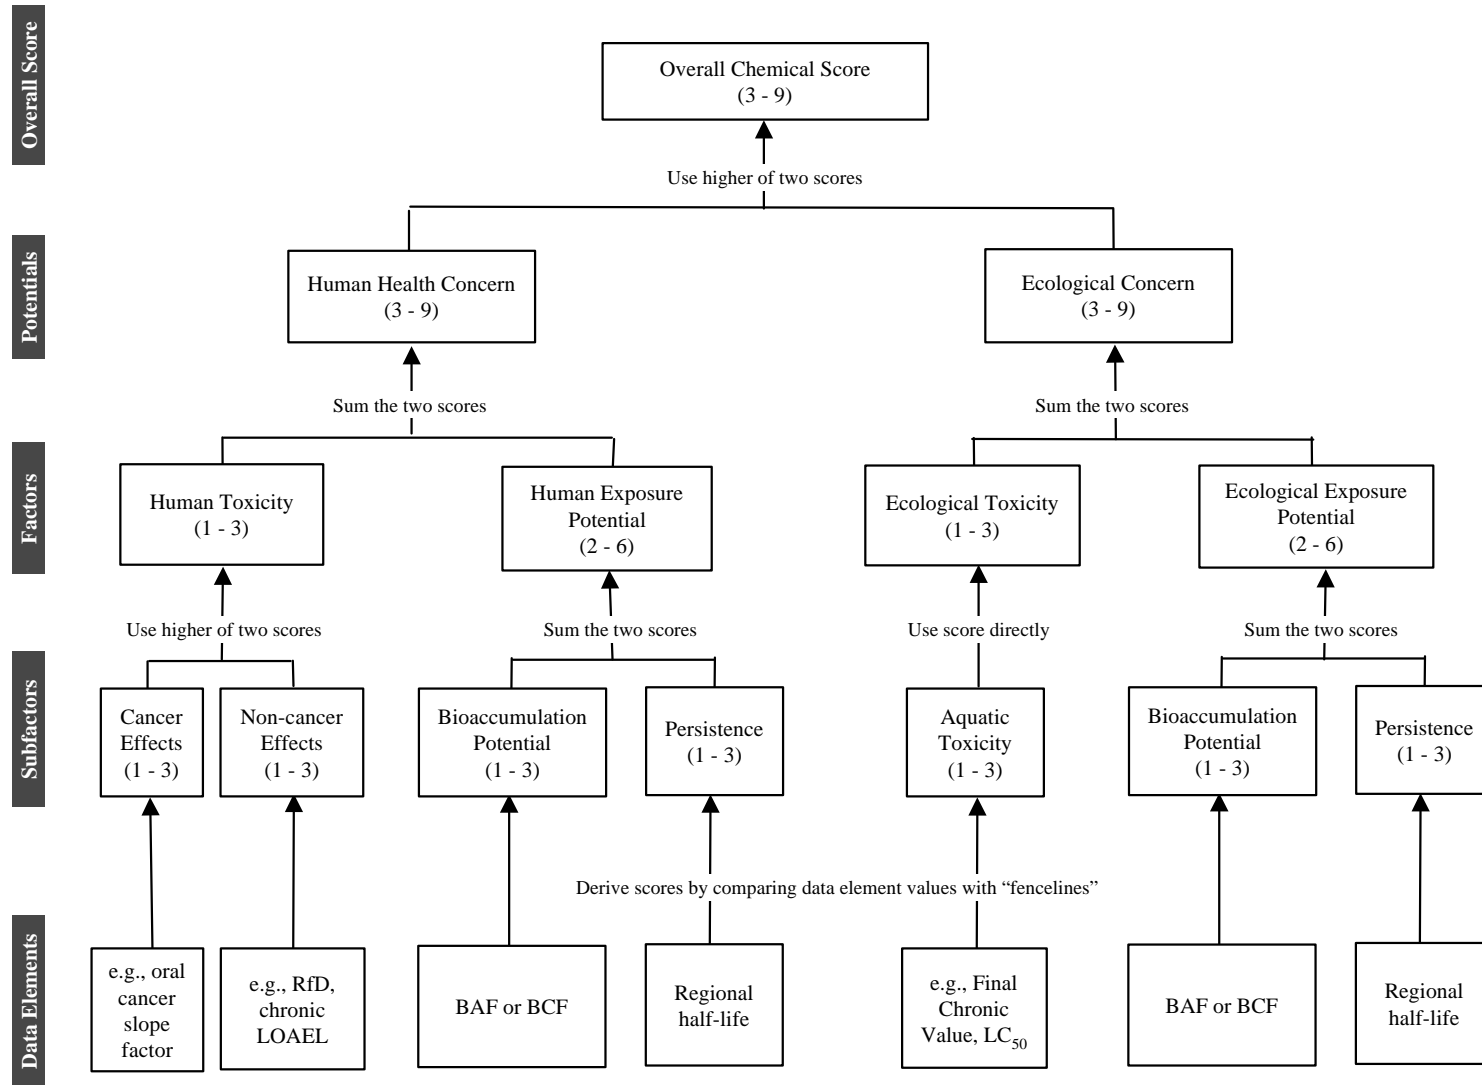 Overall Score
Overall Chemical Score
(3 - 9)
Use higher of two scores
Potentials
Human Health Concern
(3 - 9)
Ecological Concern
(3 - 9)
Sum the two scores
Sum the two scores
Factors
Human Toxicity
(1 - 3)
Human Exposure
Potential
(2 - 6)
Ecological Toxicity
(1 - 3)
Ecological Exposure
Potential
(2 - 6)
Use higher of two scores
Sum the two scores
Use score directly
Sum the two scores
Subfactors
Cancer
Effects
(1 - 3)
Non-cancer
Effects
(1 - 3)
Bioaccumulation
Potential
(1 - 3)
Persistence
(1 - 3)
Aquatic
Toxicity
(1 - 3)
Bioaccumulation
Potential
(1 - 3)
Persistence
(1 - 3)
Derive scores by comparing data element values with “fencelines”
Data Elements
e.g., oral
cancer
slope
factor
e.g., RfD,
chronic
LOAEL
BAF or BCF
Regional
half-life
e.g., Final
Chronic
Value, LC50
BAF or BCF
Regional
half-life